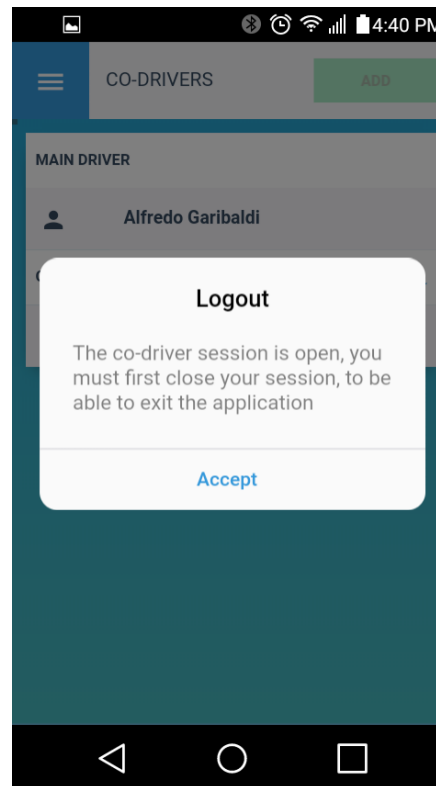 4:40 PM
CO-DRIVERS
ADD
MAIN DRIVER
Alfredo Garibaldi
Logout
The co-driver session is open, you
must first close your session, to be
able to exit the application
Accept